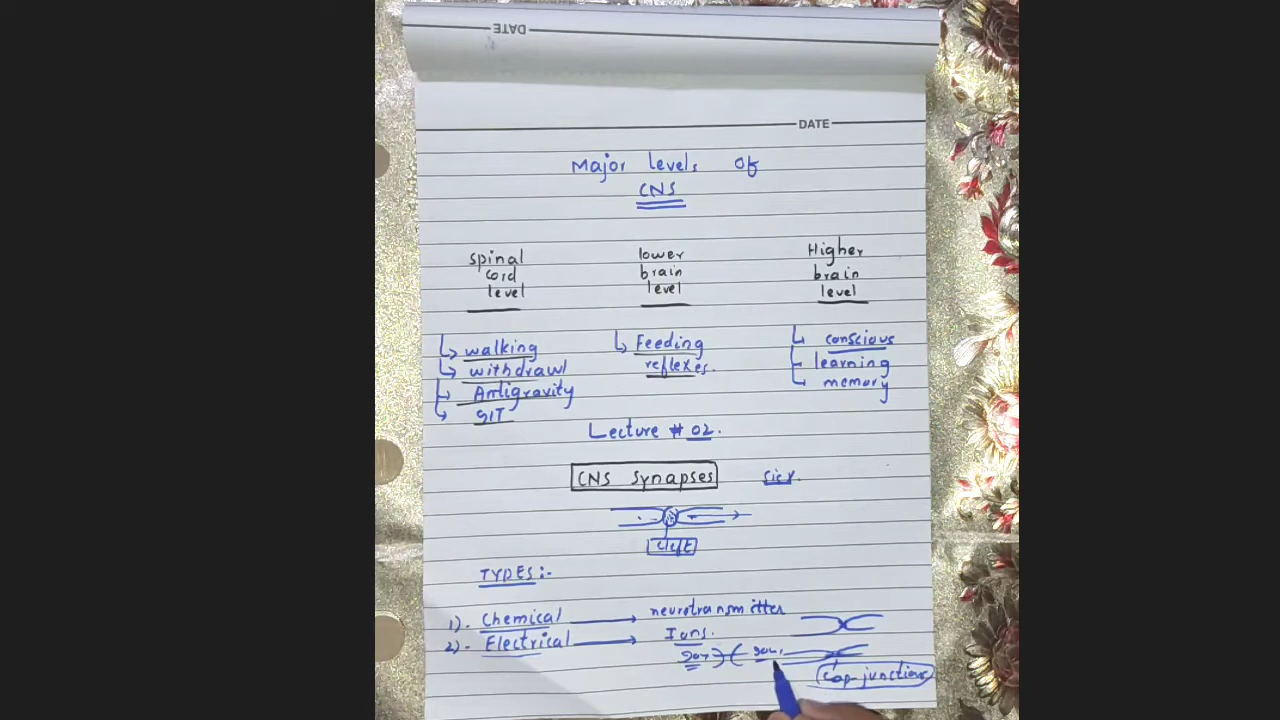 DATE
DATE
Major levels of
CNS
spinal cord level
lower brain level
Higher brain level
walking
withdrawl
Antigravity
GIT
Feeding
reflexes.
conscious
learning
memory
Lecture # 02.
CNS Synapses
cleft
TYPES:-
1). Chemical → neurotransmitter
2). Electrical → Ions.
Gap junctions